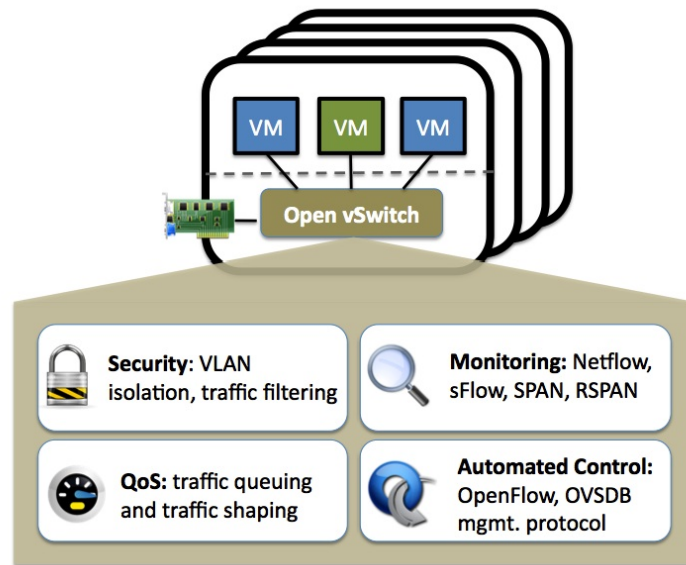 VM VM VM
Open vSwitch
Security: VLAN
isolation, traffic filtering
Monitoring: Netflow,
sFlow, SPAN, RSPAN
QoS: traffic queuing
and traffic shaping
Automated Control:
OpenFlow, OVSDB
mgmt. protocol